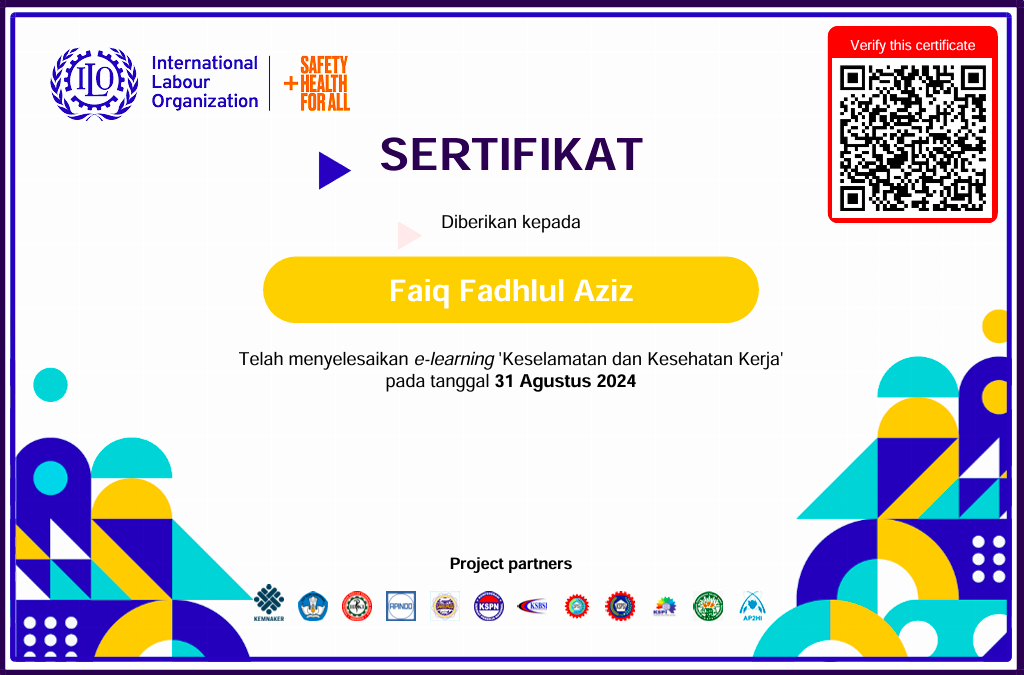 Verify this certificate
ILO
International
Labour
Organization
SAFETY
+ HEALTH
FOR ALL
SERTIFIKAT
Diberikan kepada
Faiq Fadhlul Aziz
Telah menyelesaikan e-learning 'Keselamatan dan Kesehatan Kerja'
pada tanggal 31 Agustus 2024
Project partners
KEMNAKER
APINDO
KSPN
KSBSI
KSPI
AP2HI